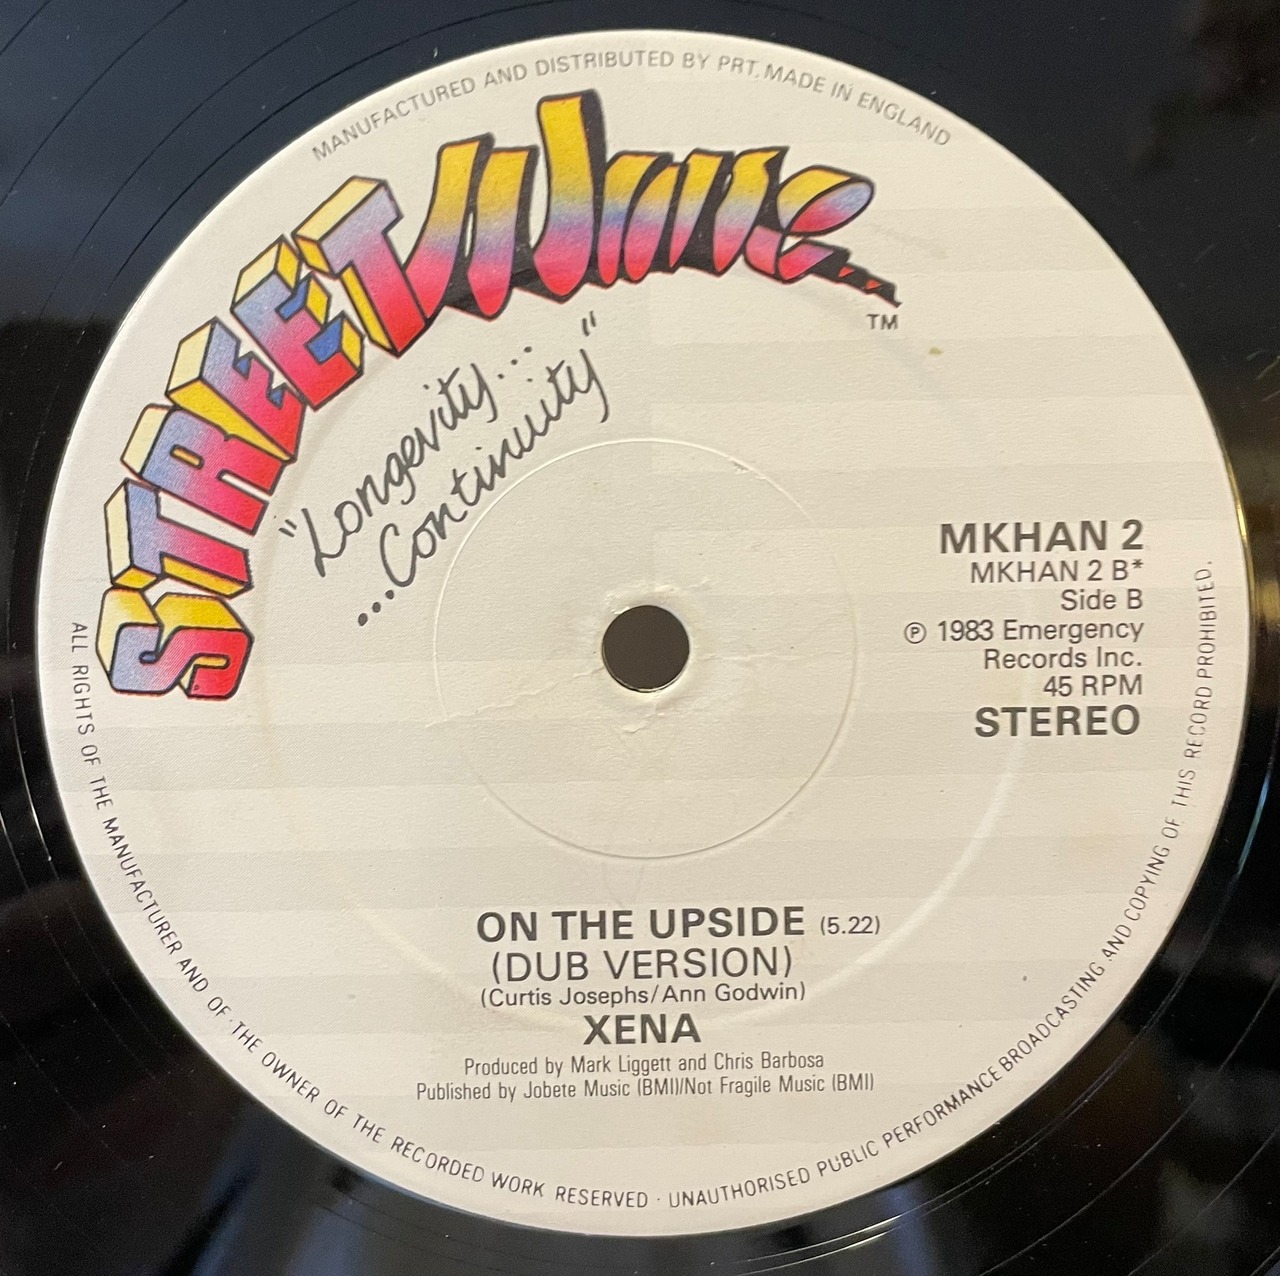 MANUFACTURED AND DISTRIBUTED BY PRT. MADE IN ENGLAND
STREETWAVE
TM
"Longevity...
...Continuity"
MKHAN 2
MKHAN 2 B*
Side B
℗ 1983 Emergency
Records Inc.
45 RPM
STEREO
ON THE UPSIDE (5.22)
(DUB VERSION)
(Curtis Josephs/Ann Godwin)
XENA
Produced by Mark Liggett and Chris Barbosa
Published by Jobete Music (BMI)/Not Fragile Music (BMI)
ALL RIGHTS OF THE MANUFACTURER AND OF THE OWNER OF THE RECORDED WORK RESERVED · UNAUTHORISED PUBLIC PERFORMANCE BROADCASTING AND COPYING OF THIS RECORD PROHIBITED.